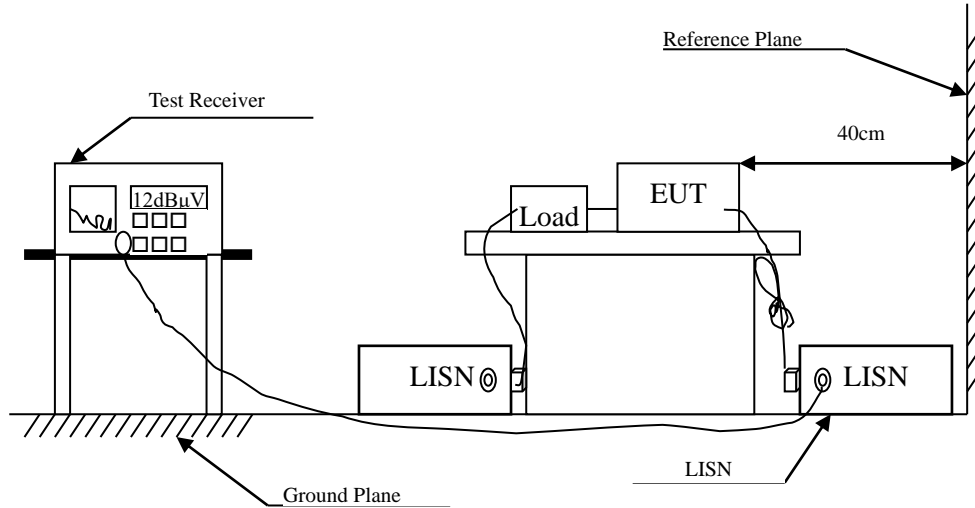 Reference Plane
Test Receiver
40cm
12dBµV
Load
EUT
LISN
LISN
LISN
Ground Plane